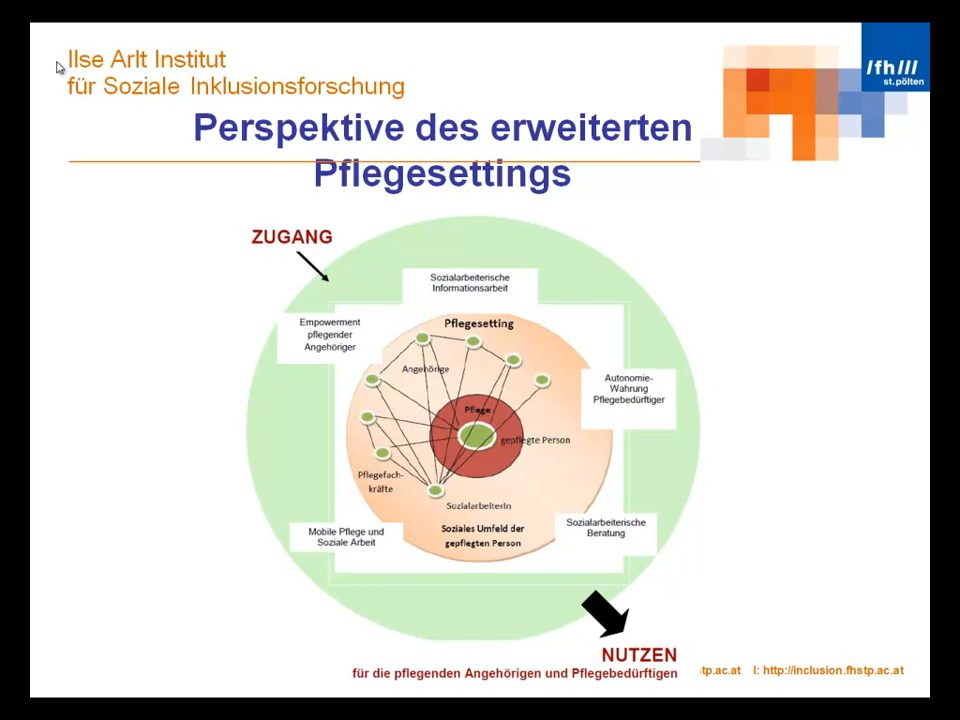 Ilse Arlt Institut
für Soziale Inklusionsforschung
/fh///
st.pölten
Perspektive des erweiterten
Pflegesettings
ZUGANG
Sozialarbeiterische
Informationsarbeit
Empowerment
pflegender
Angehöriger
Pflegesetting
Angehörige
Autonomie-
Wahrung
Pflegebedürftiger
Pflege
gepflegte Person
Pflegefach-
kräfte
SozialarbeiterIn
Soziales Umfeld der
gepflegten Person
Mobile Pflege und
Soziale Arbeit
Sozialarbeiterische
Beratung
NUTZEN
für die pflegenden Angehörigen und Pflegebedürftigen
tp.ac.at I: http://inclusion.fhstp.ac.at